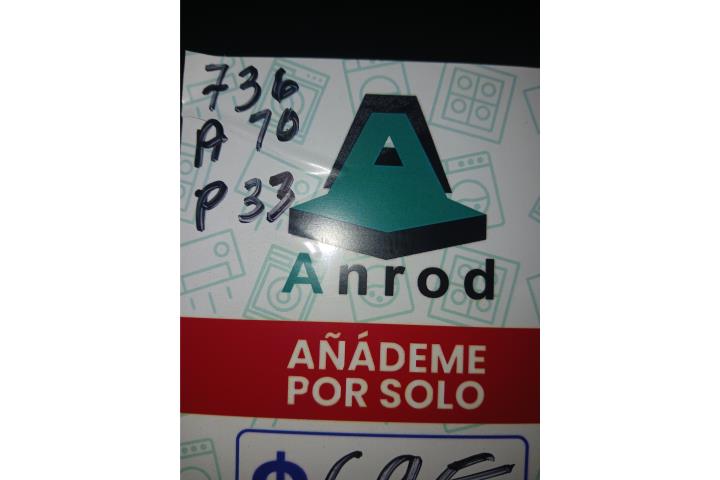 736
A 70
P 33
Anrod
AÑÁDEME
POR SOLO
$